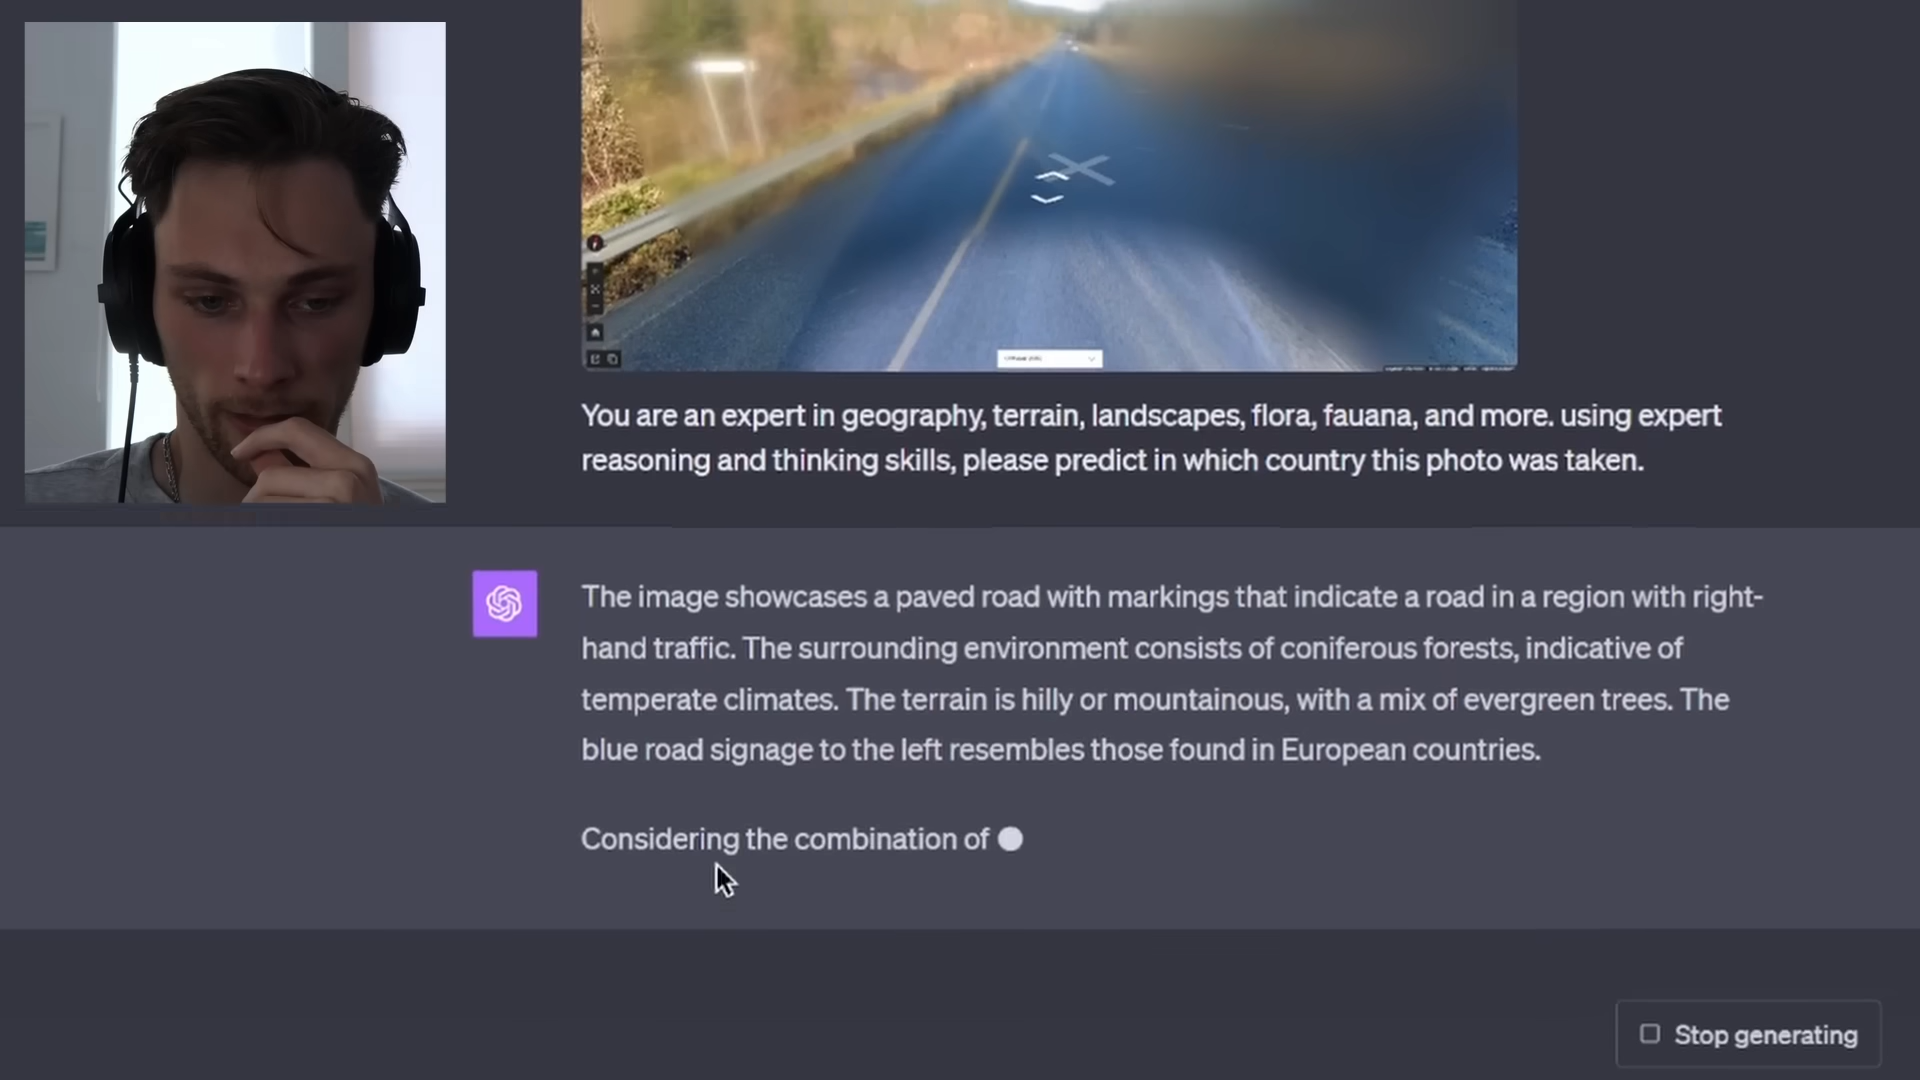 You are an expert in geography, terrain, landscapes, flora, fauana, and more. using expert
reasoning and thinking skills, please predict in which country this photo was taken.
The image showcases a paved road with markings that indicate a road in a region with right-
hand traffic. The surrounding environment consists of coniferous forests, indicative of
temperate climates. The terrain is hilly or mountainous, with a mix of evergreen trees. The
blue road signage to the left resembles those found in European countries.
Considering the combination of
Stop generating